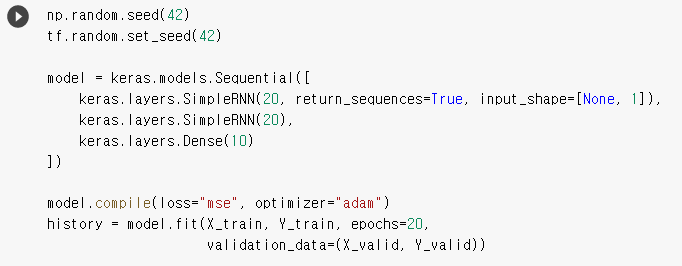 np.random.seed(42)
tf.random.set_seed(42)

model = keras.models.Sequential([
    keras.layers.SimpleRNN(20, return_sequences=True, input_shape=[None, 1]),
    keras.layers.SimpleRNN(20),
    keras.layers.Dense(10)
])

model.compile(loss="mse", optimizer="adam")
history = model.fit(X_train, Y_train, epochs=20,
                    validation_data=(X_valid, Y_valid))